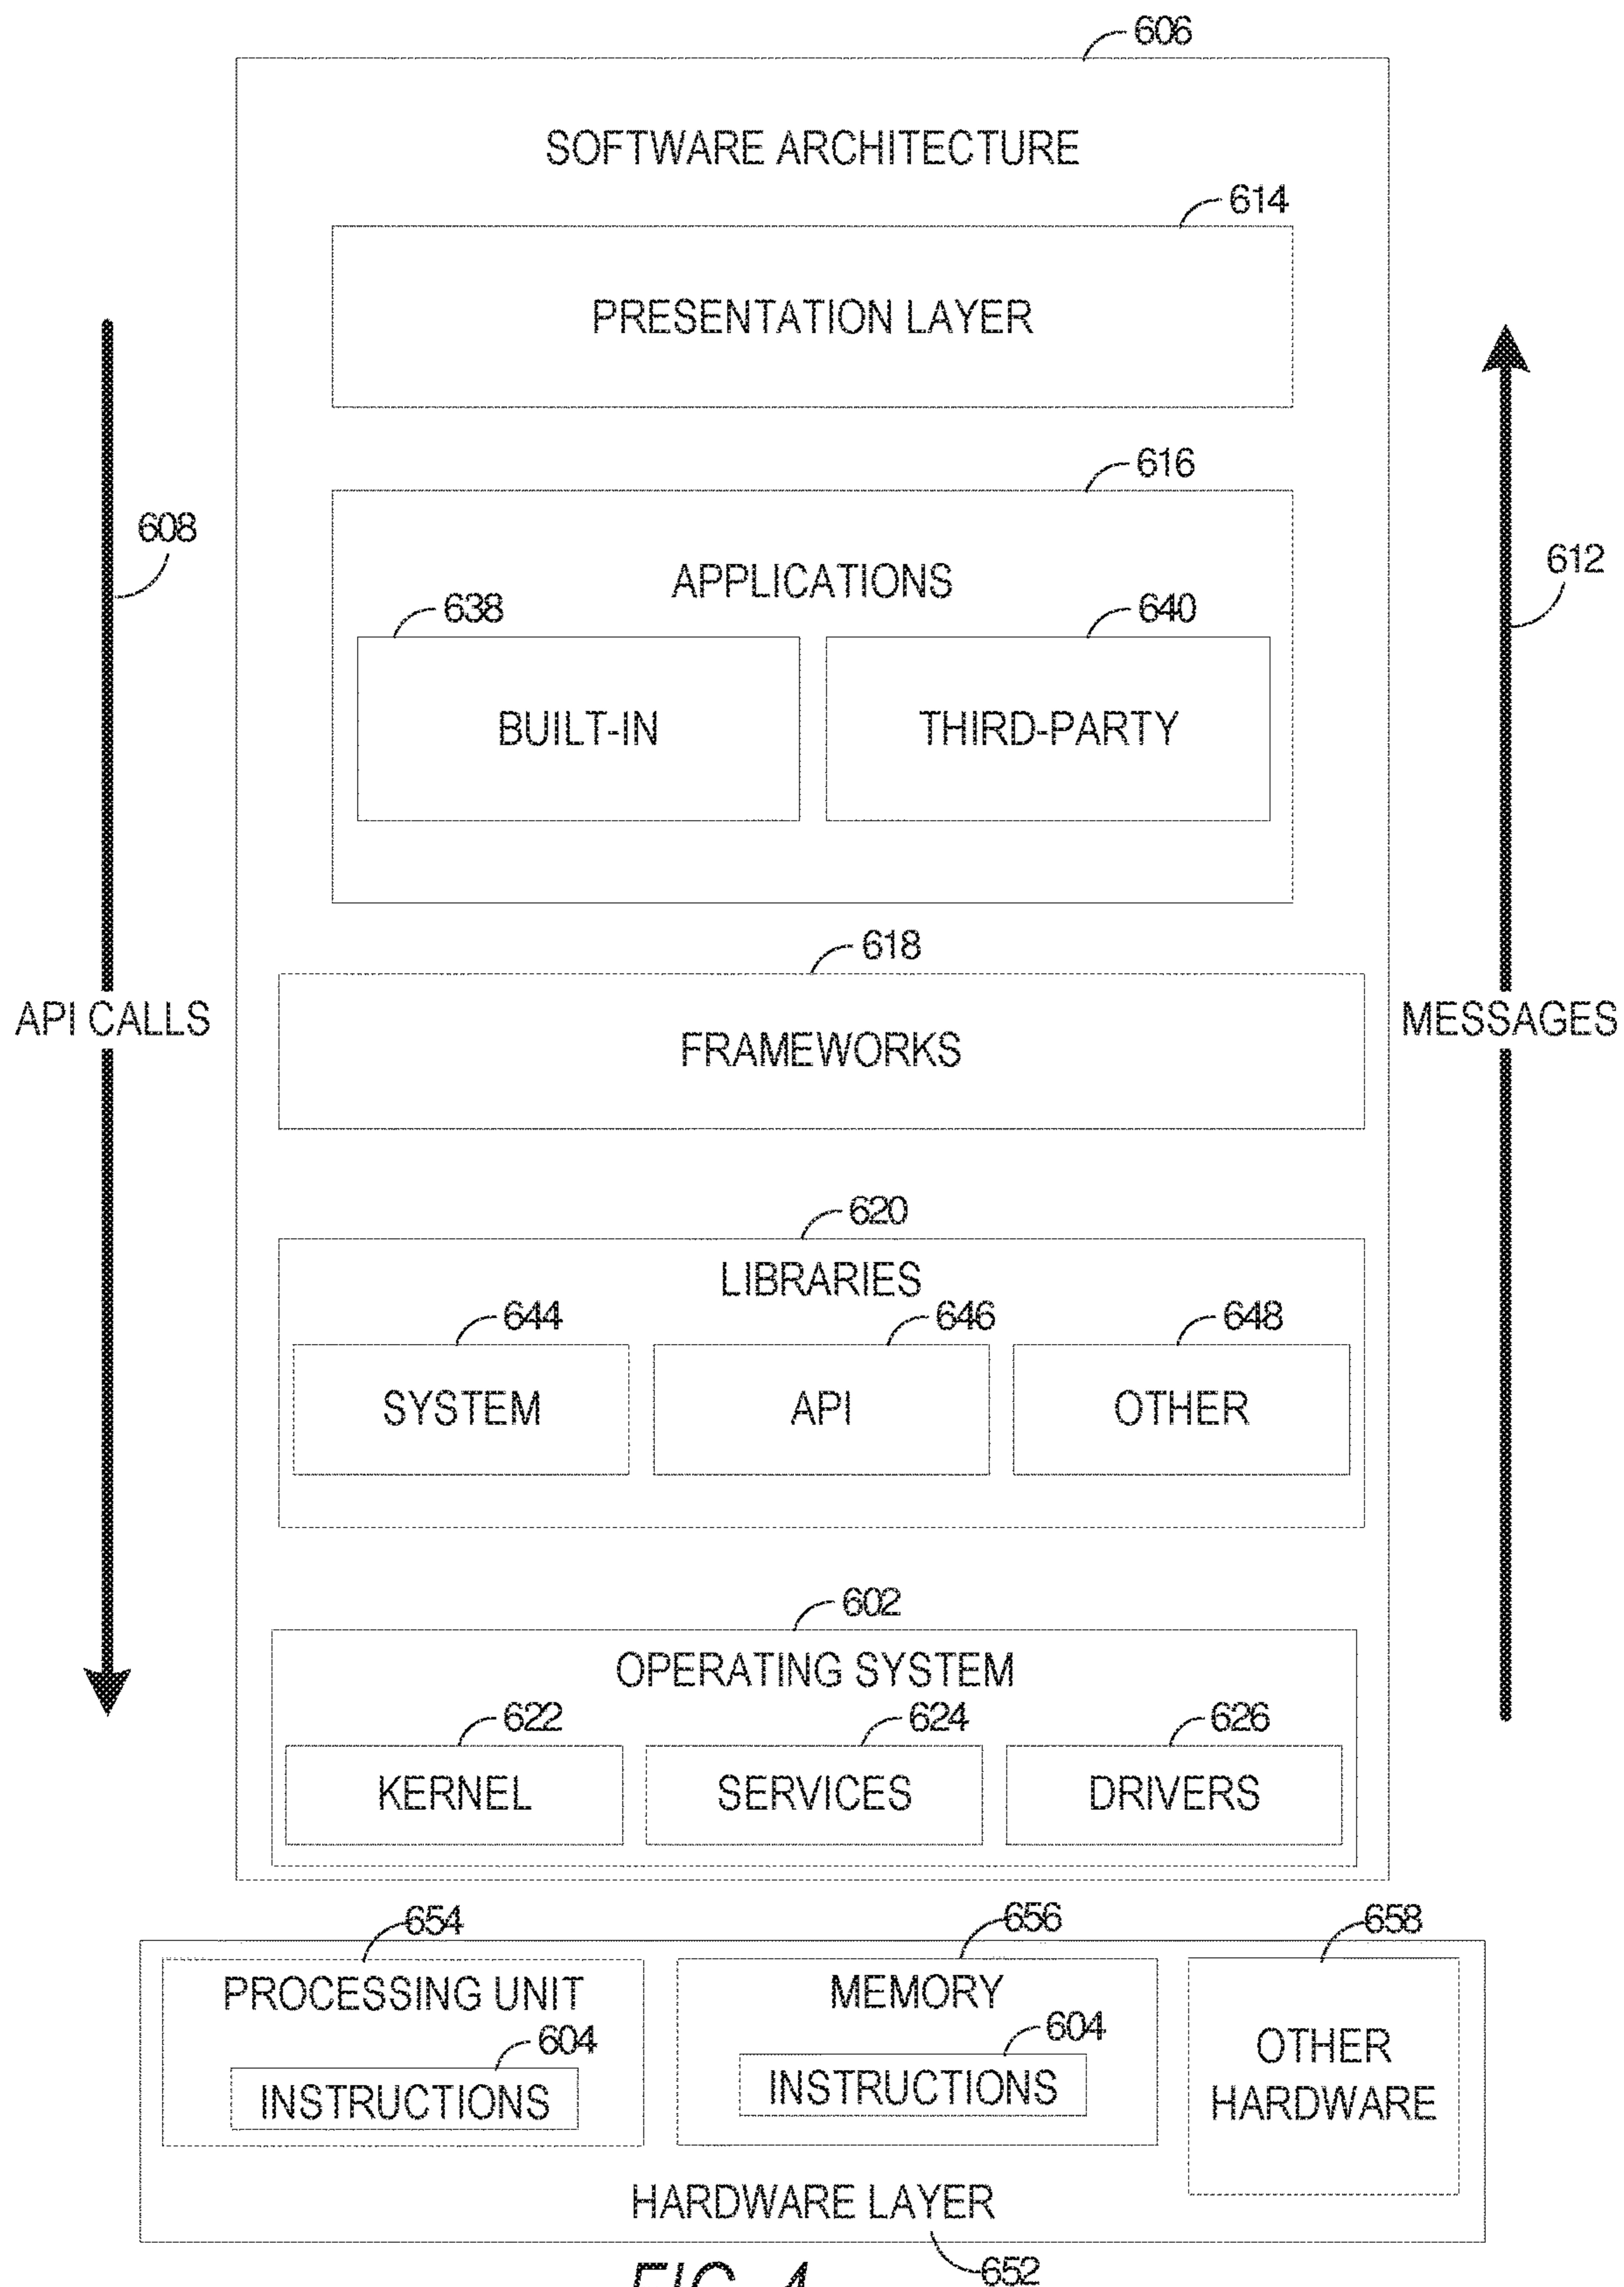 606
SOFTWARE ARCHITECTURE
614
PRESENTATION LAYER
616
608
612
APPLICATIONS
638
640
BUILT-IN
THIRD-PARTY
618
API CALLS
MESSAGES
FRAMEWORKS
620
LIBRARIES
644
646
648
SYSTEM
API
OTHER
602
OPERATING SYSTEM
622
624
626
KERNEL
SERVICES
DRIVERS
654
656
658
PROCESSING UNIT
MEMORY
604
604
OTHER
HARDWARE
INSTRUCTIONS
INSTRUCTIONS
HARDWARE LAYER
652
FIG. 4